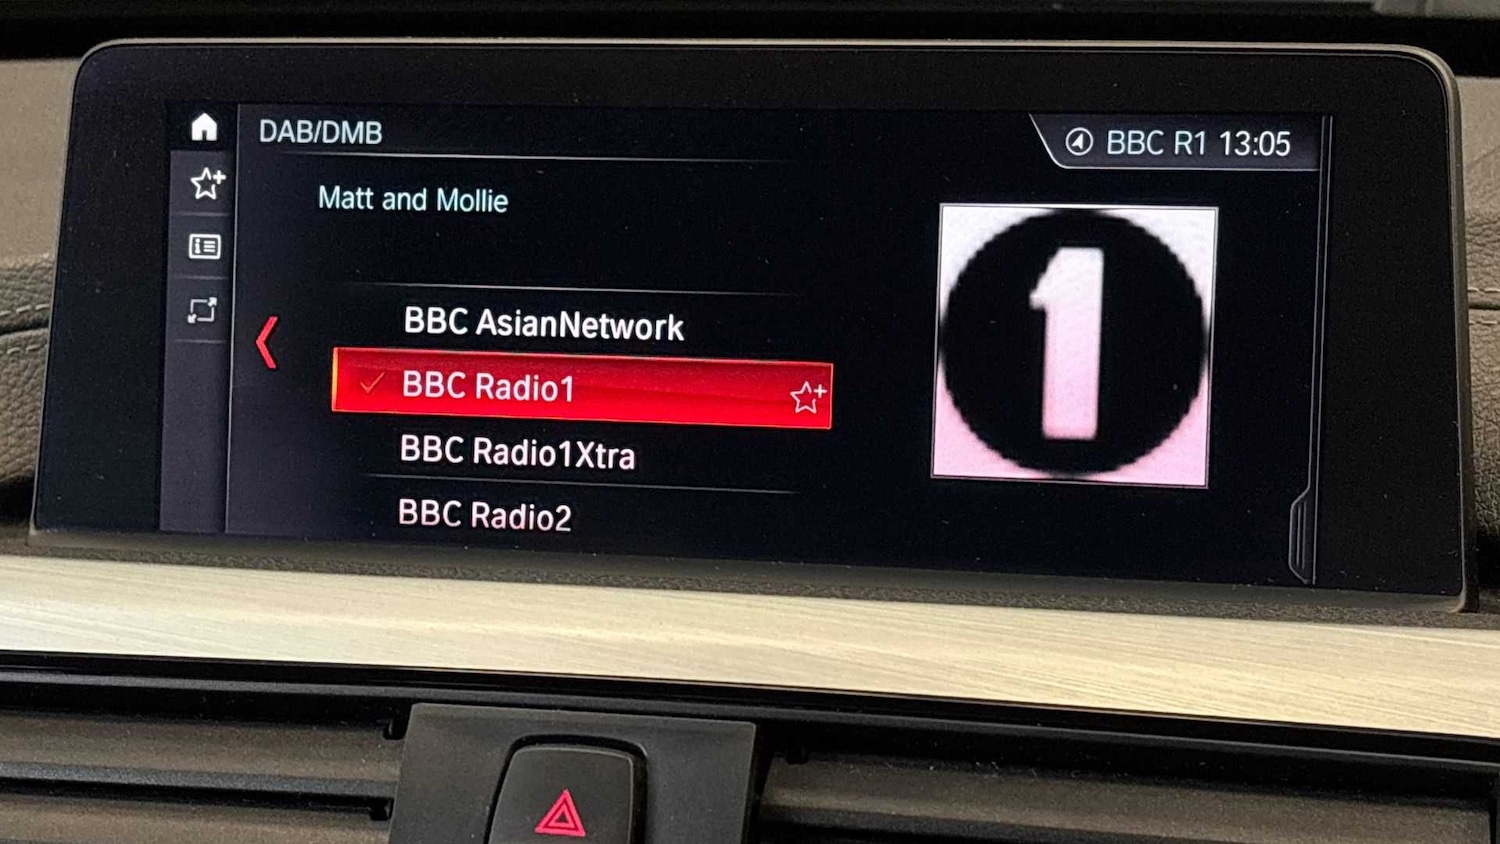 DAB/DMB
BBC R1 13:05
Matt and Mollie
BBC AsianNetwork
BBC Radio1
BBC Radio1Xtra
BBC Radio2
1